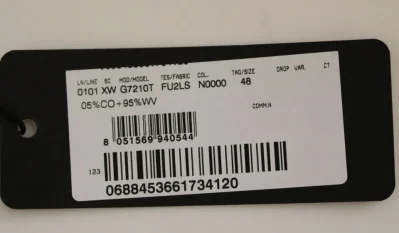 LN/LINE SC MOD/MODEL TES/FABRIC COL. TAG/SIZE DROP VAR. CT
0101 XW G7210T FU2LS N0000 48
05%CO+95%WV
COMM.N
8 051569 940544
123
0688453661734120